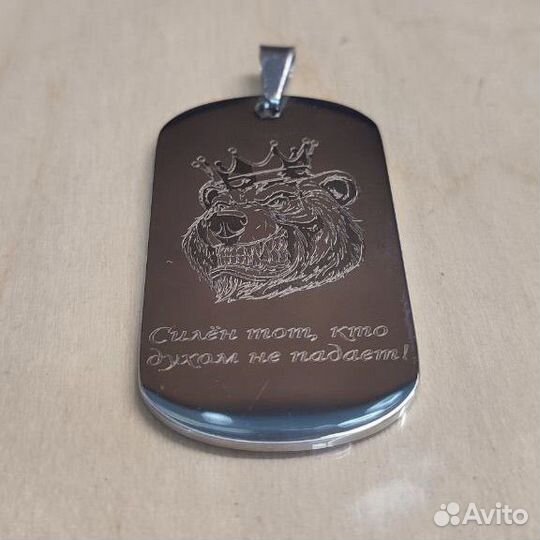 Силён тот, кто
духом не падает!
Avito